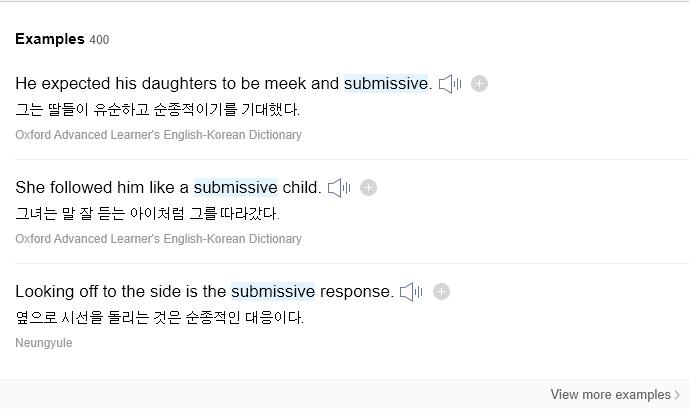 Examples 400
He expected his daughters to be meek and submissive.
그는 딸들이 유순하고 순종적이기를 기대했다.
Oxford Advanced Learner's English-Korean Dictionary
She followed him like a submissive child.
그녀는 말 잘 듣는 아이처럼 그를 따라갔다.
Oxford Advanced Learner's English-Korean Dictionary
Looking off to the side is the submissive response.
옆으로 시선을 돌리는 것은 순종적인 대응이다.
Neungyule
View more examples